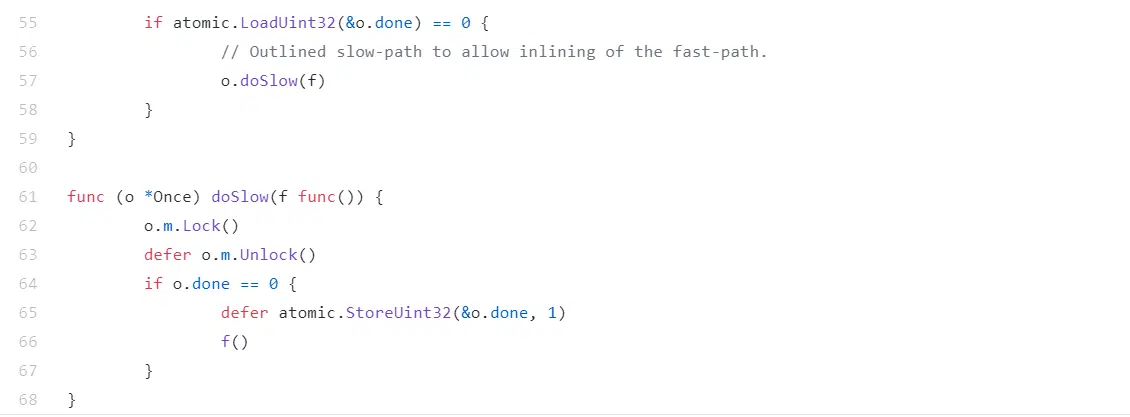 55 if atomic.LoadUint32(&o.done) == 0 {
56 // Outlined slow-path to allow inlining of the fast-path.
57 o.doSlow(f)
58 }
59 }
60
61 func (o *Once) doSlow(f func()) {
62 o.m.Lock()
63 defer o.m.Unlock()
64 if o.done == 0 {
65 defer atomic.StoreUint32(&o.done, 1)
66 f()
67 }
68 }